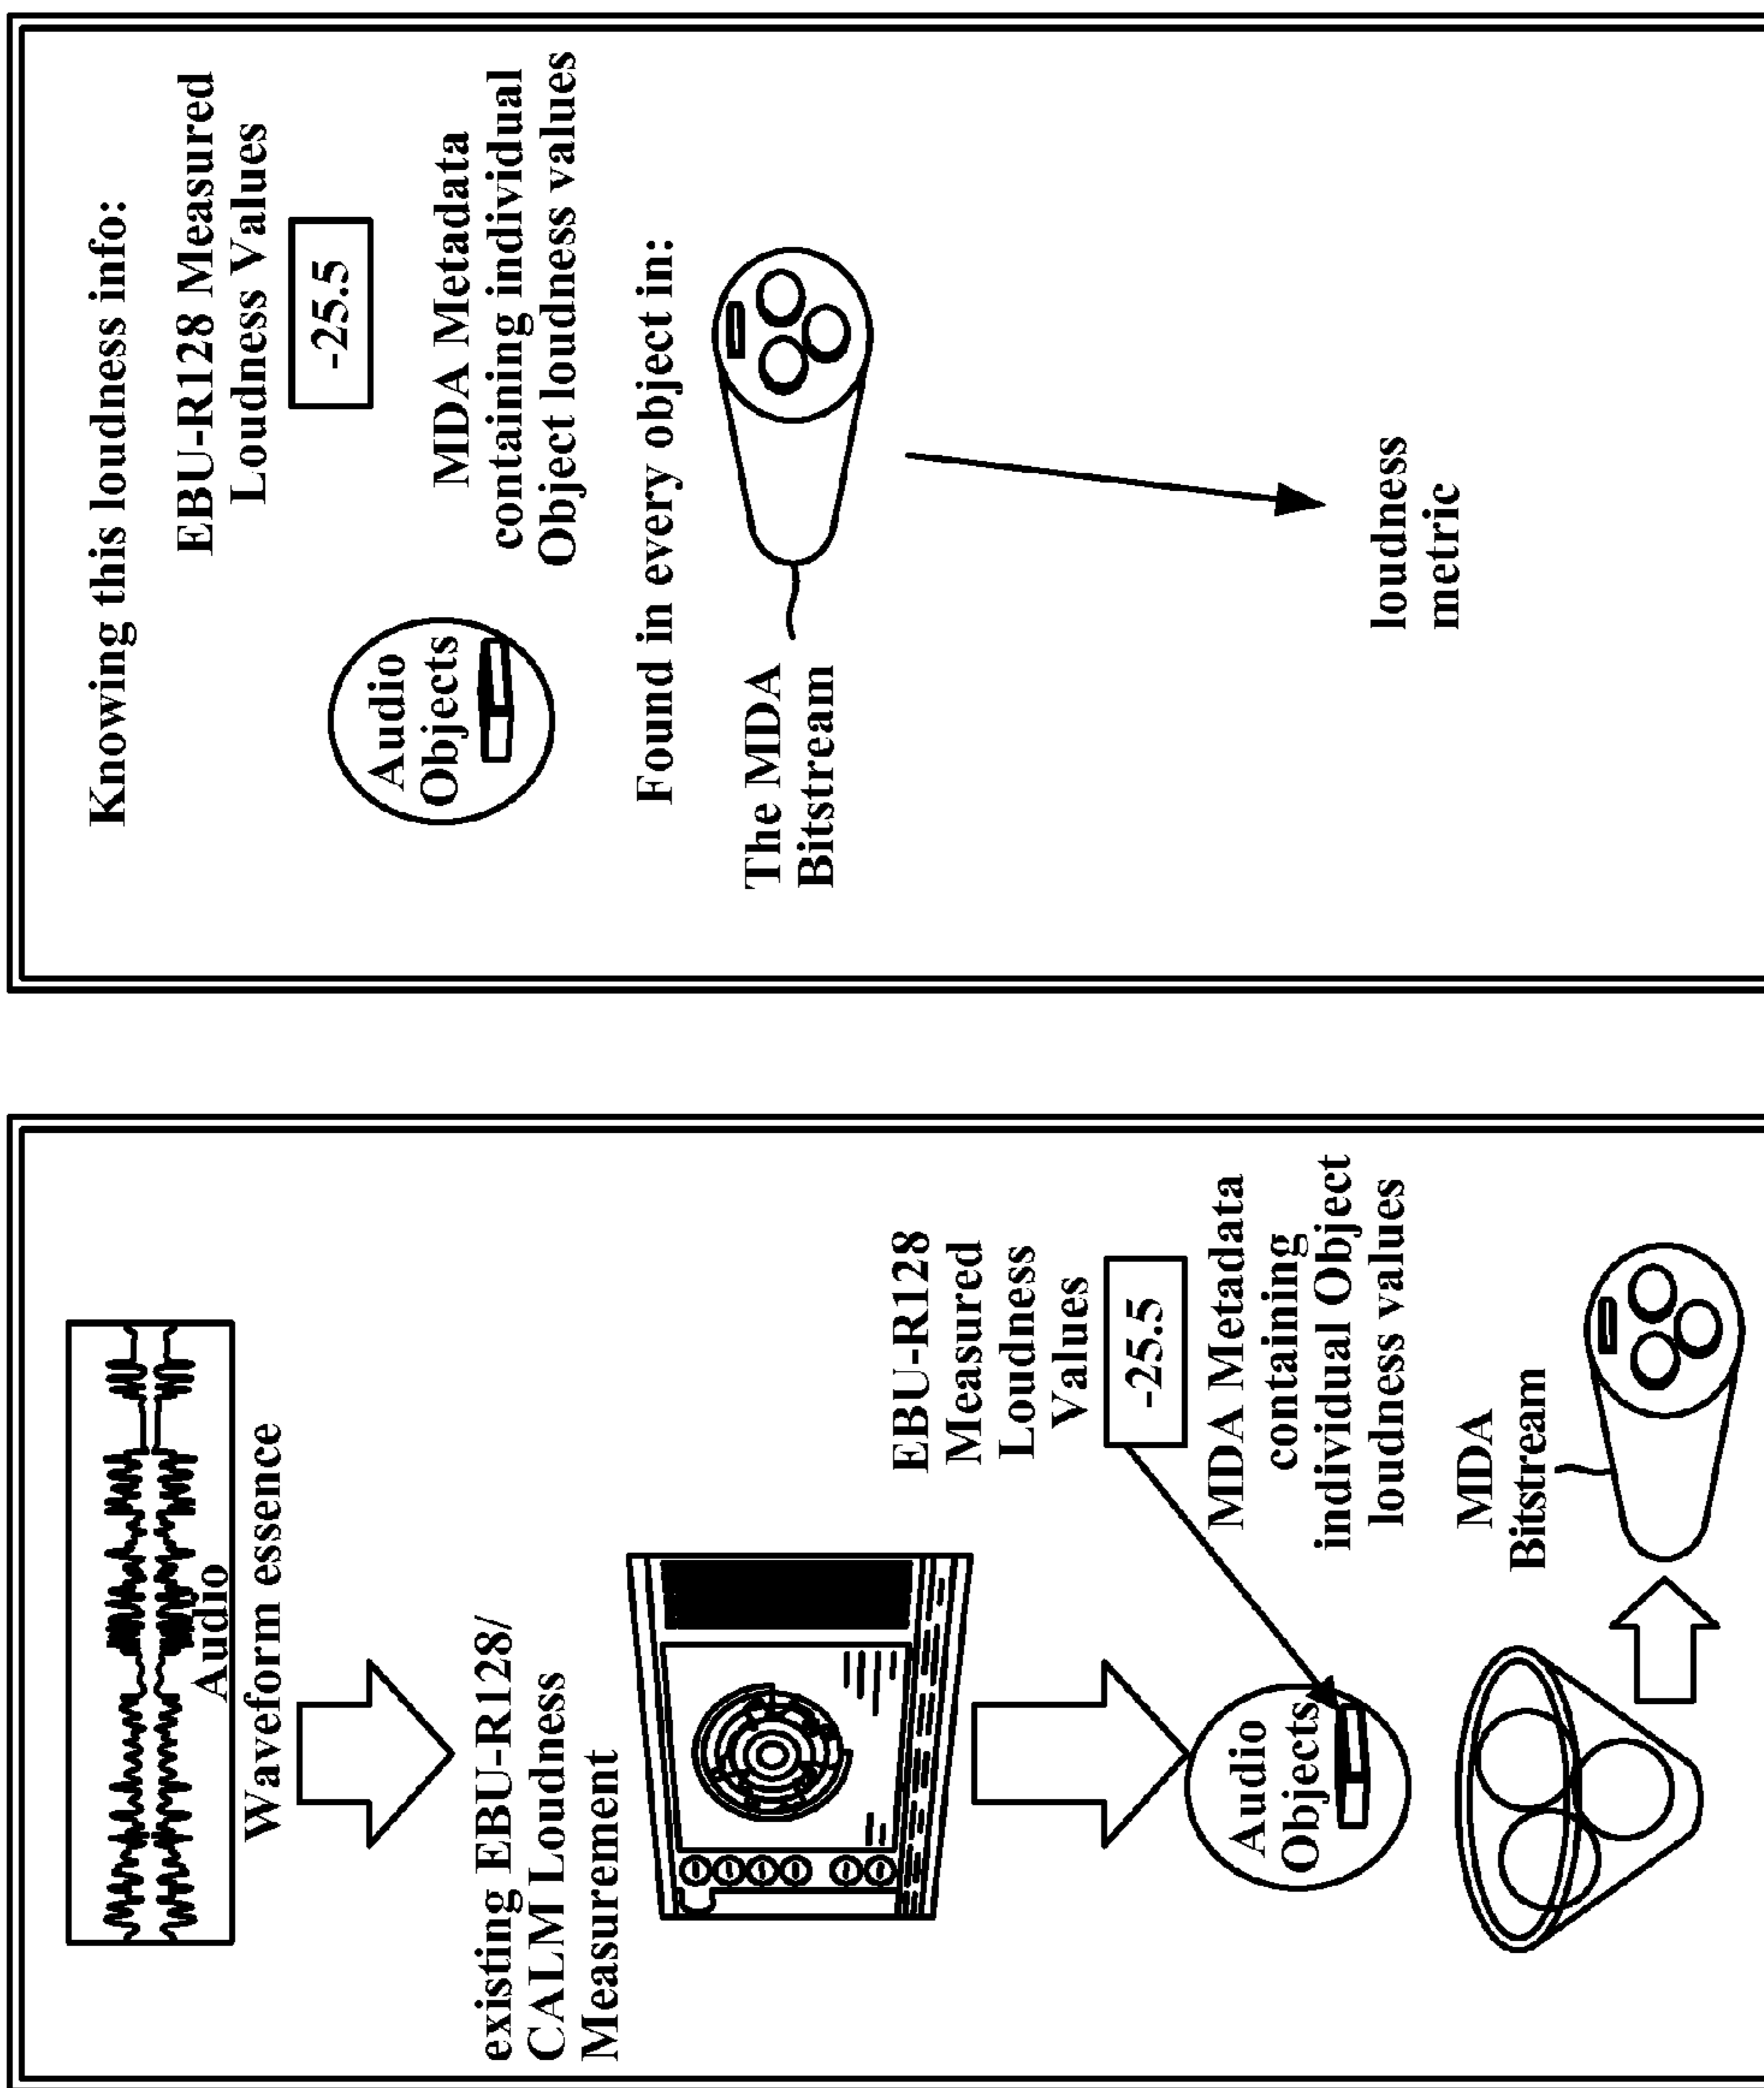 Audio
Waveform essence
existing EBU-R128/
CALM Loudness
Measurement
EBU-R128
Measured
Loudness
Values
-25.5
Audio
Objects
MDA Metadata
containing
individual Object
loudness values
MDA
Bitstream
Knowing this loudness info:
EBU-R128 Measured
Loudness Values
-25.5
Audio
Objects
MDA Metadata
containing individual
Object loudness values
Found in every object in:
The MDA
Bitstream
loudness
metric